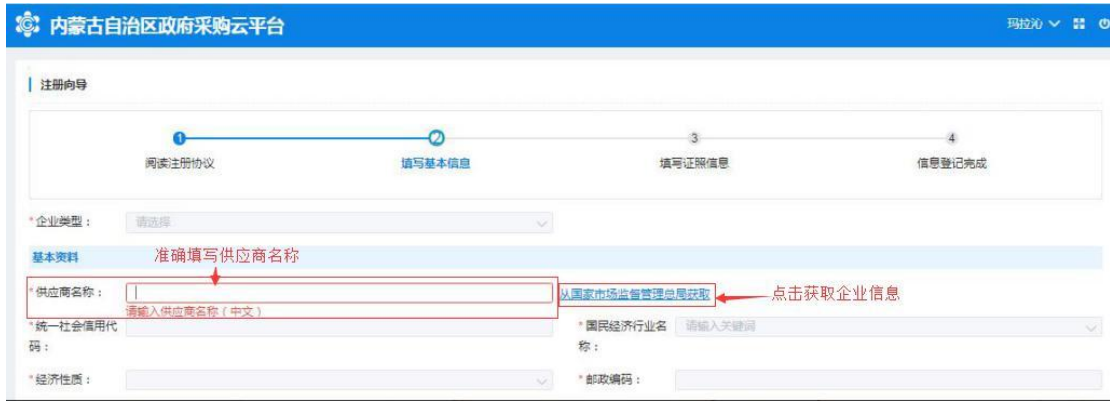 内蒙古自治区政府采购云平台
玛拉沁
注册向导
1 2 3 4
阅读注册协议 填写基本信息 填写证照信息 信息登记完成
*企业类型： 请选择
基本资料 准确填写供应商名称
*供应商名称： 从国家市场监督管理总局获取 点击获取企业信息
请输入供应商名称（中文）
*统一社会信用代码： *国民经济行业名称： 请输入关键词
*经济性质： *邮政编码：